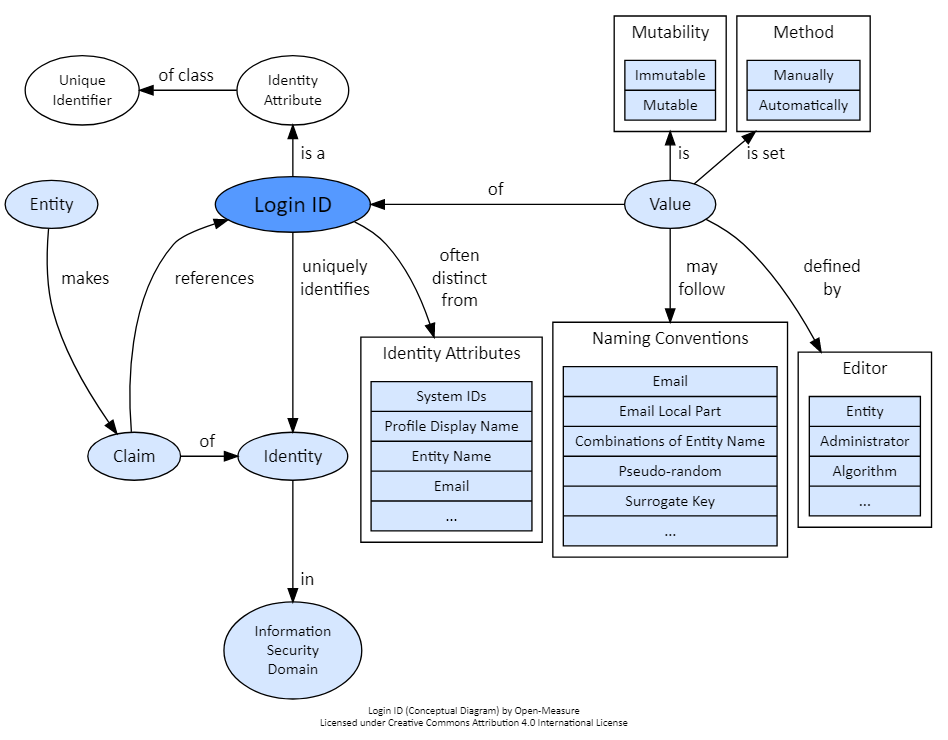 Mutability
Immutable
Mutable
Method
Manually
Automatically
Unique
Identifier
of class
Identity
Attribute
is a
is
is set
Entity
Login ID
of
Value
makes
references
uniquely
identifies
often
distinct
from
may
follow
defined
by
Identity Attributes
System IDs
Profile Display Name
Entity Name
Email
...
Naming Conventions
Email
Email Local Part
Combinations of Entity Name
Pseudo-random
Surrogate Key
...
Editor
Entity
Administrator
Algorithm
...
Claim
of
Identity
in
Information
Security
Domain
Login ID (Conceptual Diagram) by Open-Measure
Licensed under Creative Commons Attribution 4.0 International License